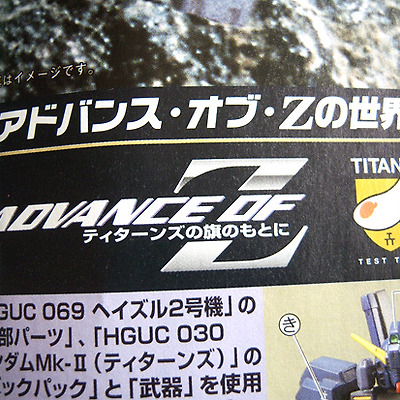 はイメージです。
アドバンス・オブ・Zの世界
ADVANCE OF Z
ティターンズの旗のもとに
TITAN
TEST T
GUC 069 ヘイズル2号機」の
部パーツ」、「HGUC 030
ンダムMk-II（ティターンズ）」の
ックパック」と「武器」を使用
き